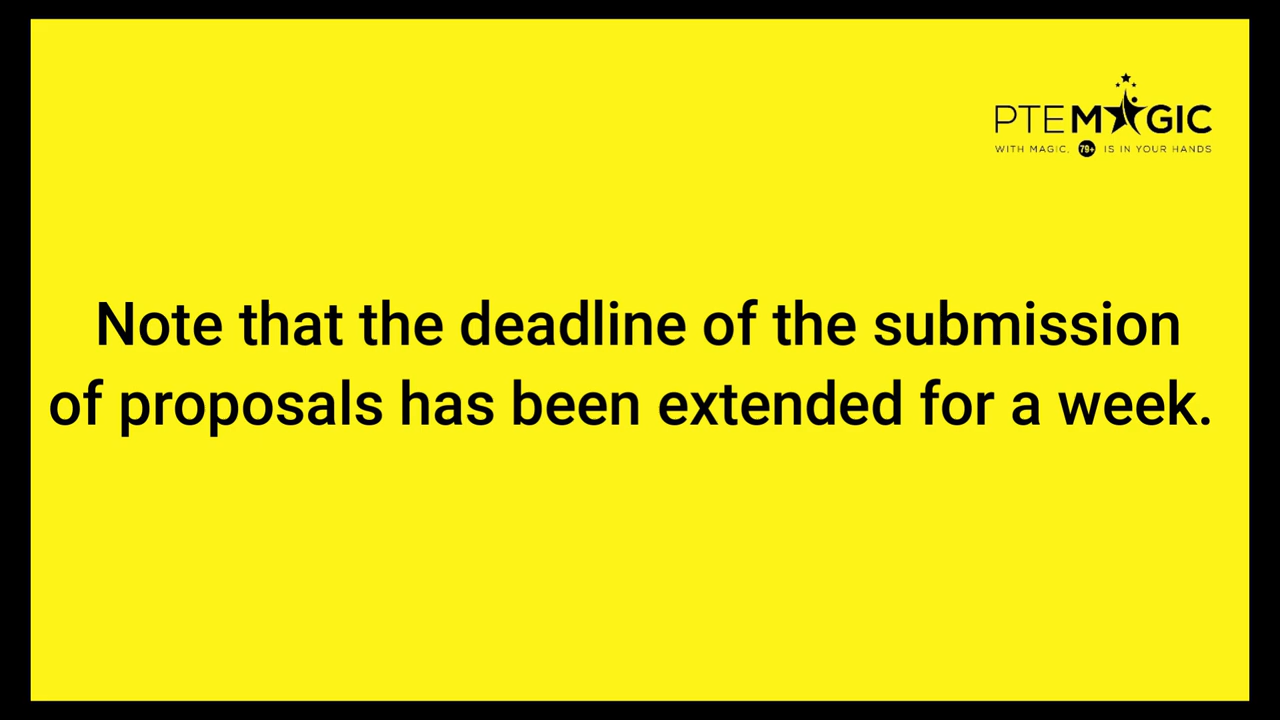 PTEMAGIC
WITH MAGIC, 79+ IS IN YOUR HANDS
Note that the deadline of the submission
of proposals has been extended for a week.